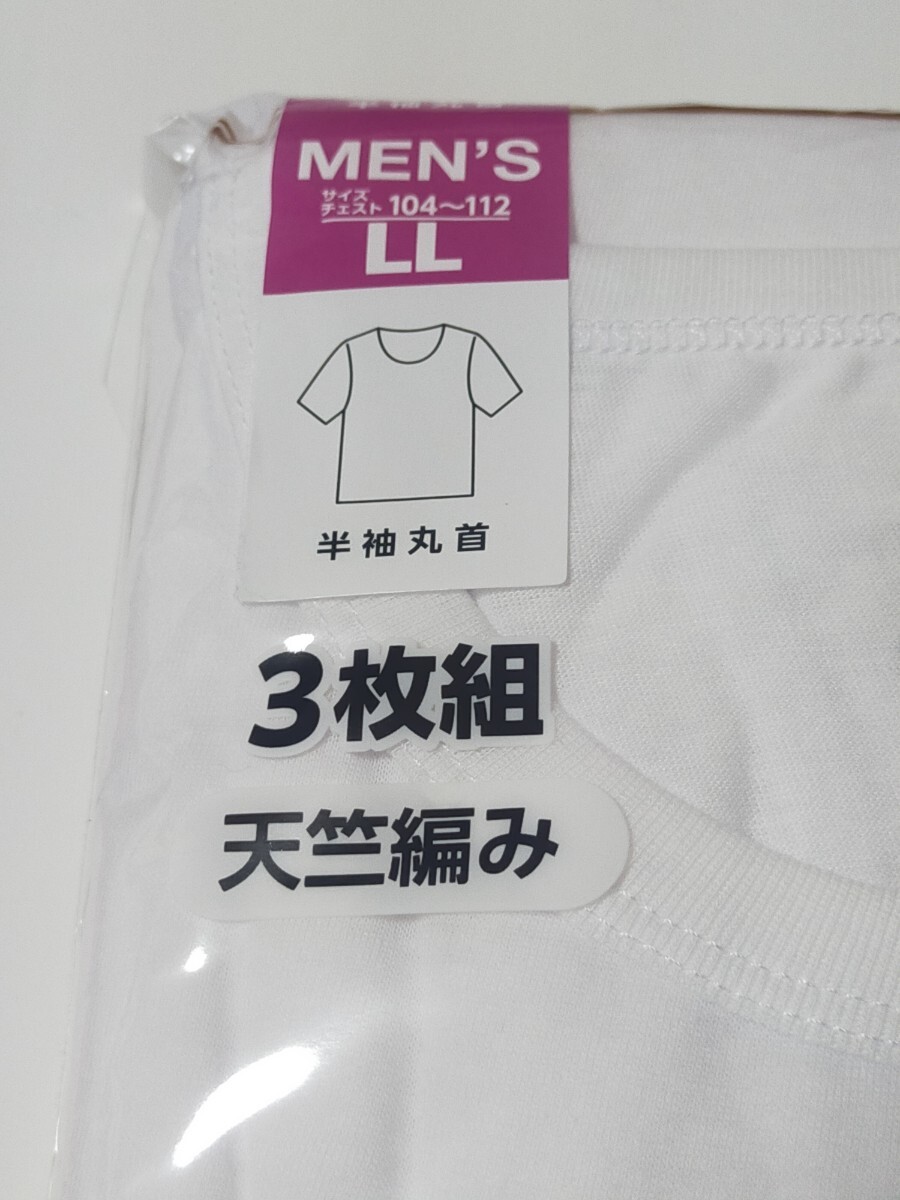 MEN'S
サイズ
チェスト 104〜112
LL
半袖丸首
3枚組
天竺編み